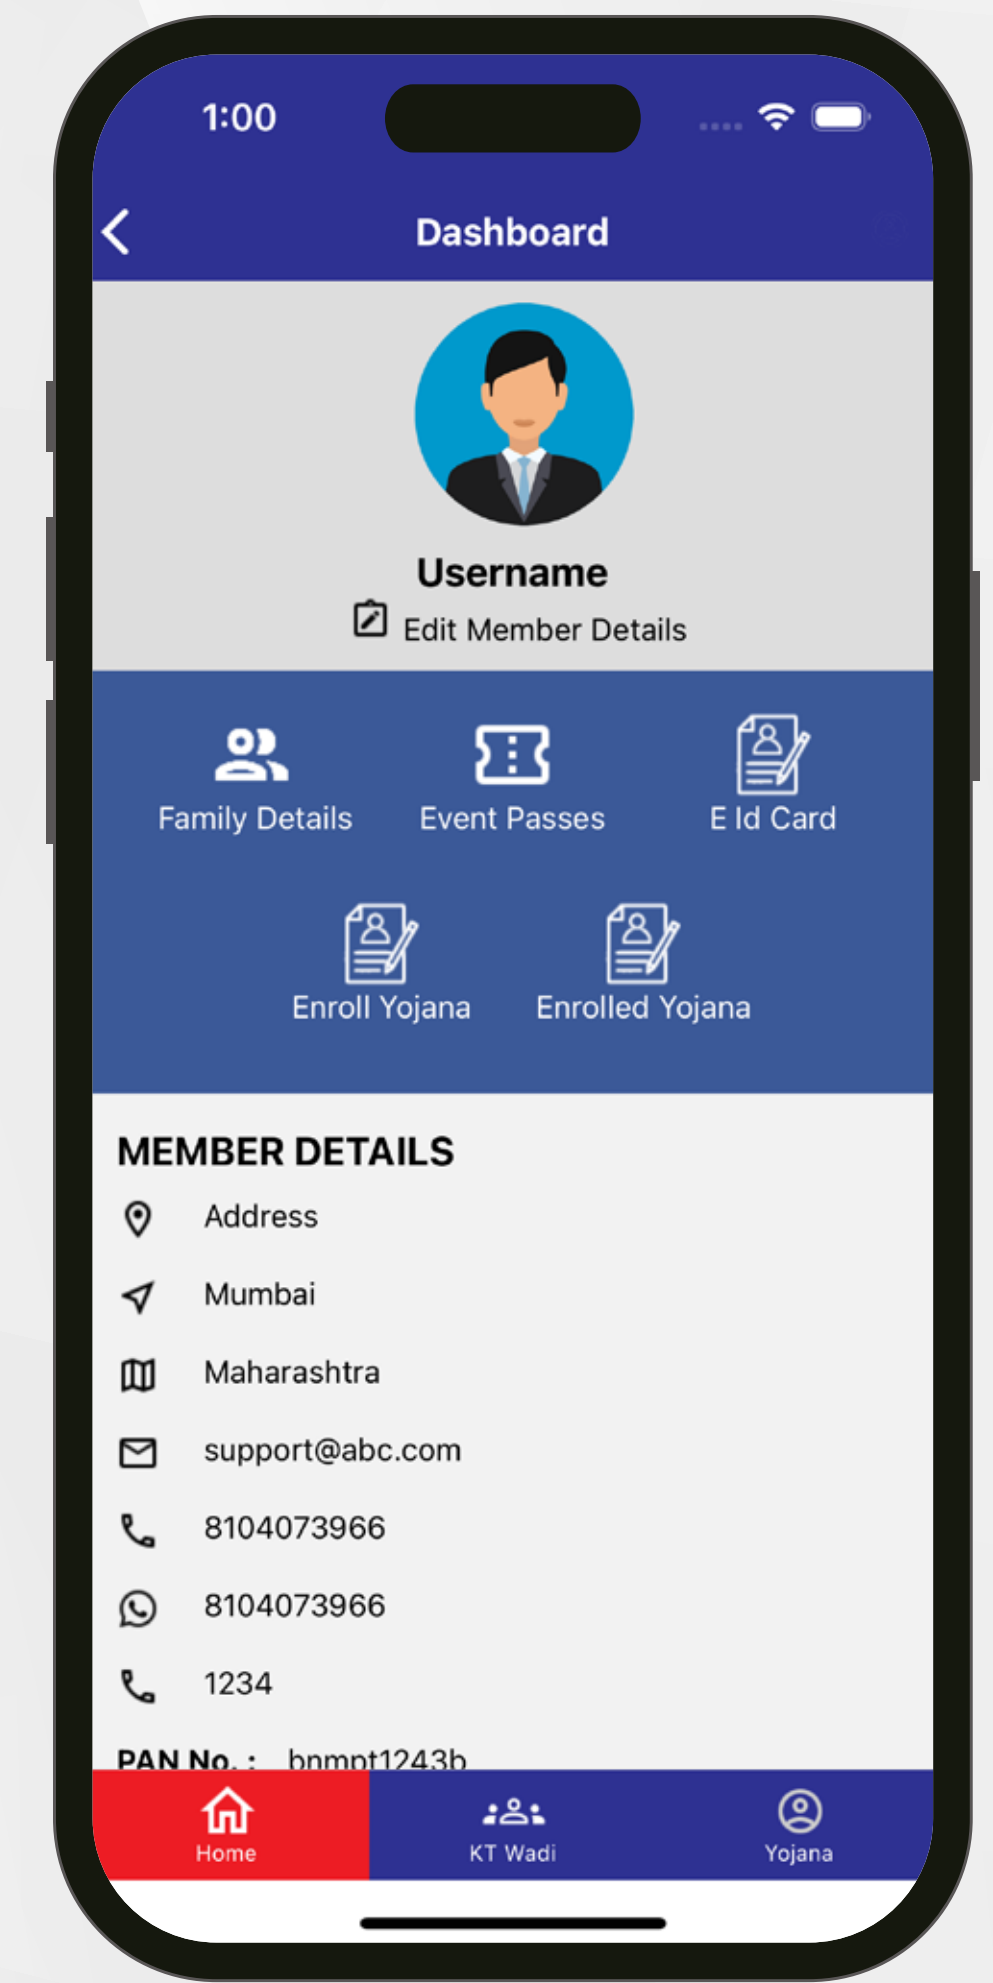 1:00
Dashboard
Username
Edit Member Details
Family Details
Event Passes
E Id Card
Enroll Yojana
Enrolled Yojana
MEMBER DETAILS
Address
Mumbai
Maharashtra
support@abc.com
8104073966
8104073966
1234
PAN No. : bnmpt1243b
Home
KT Wadi
Yojana